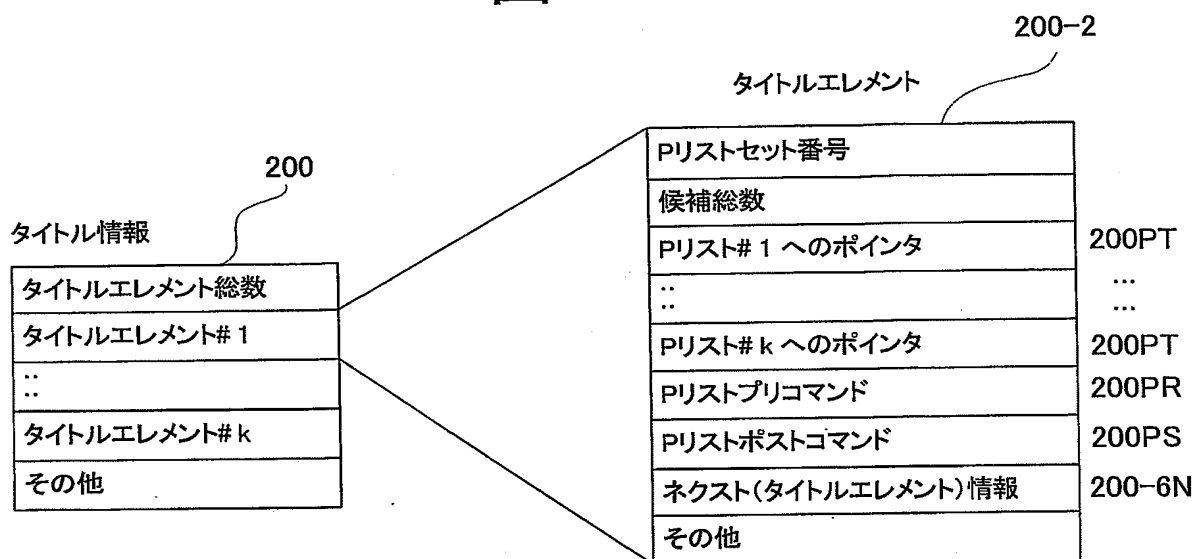 200-2
タイトルエレメント
200
タイトル情報
タイトルエレメント総数
タイトルエレメント#1
::
タイトルエレメント#k
その他
Pリストセット番号
候補総数
Pリスト#1 へのポインタ 200PT
:: ...
...
Pリスト#k へのポインタ 200PT
Pリストプリコマンド 200PR
Pリストポストコマンド 200PS
ネクスト(タイトルエレメント)情報 200-6N
その他